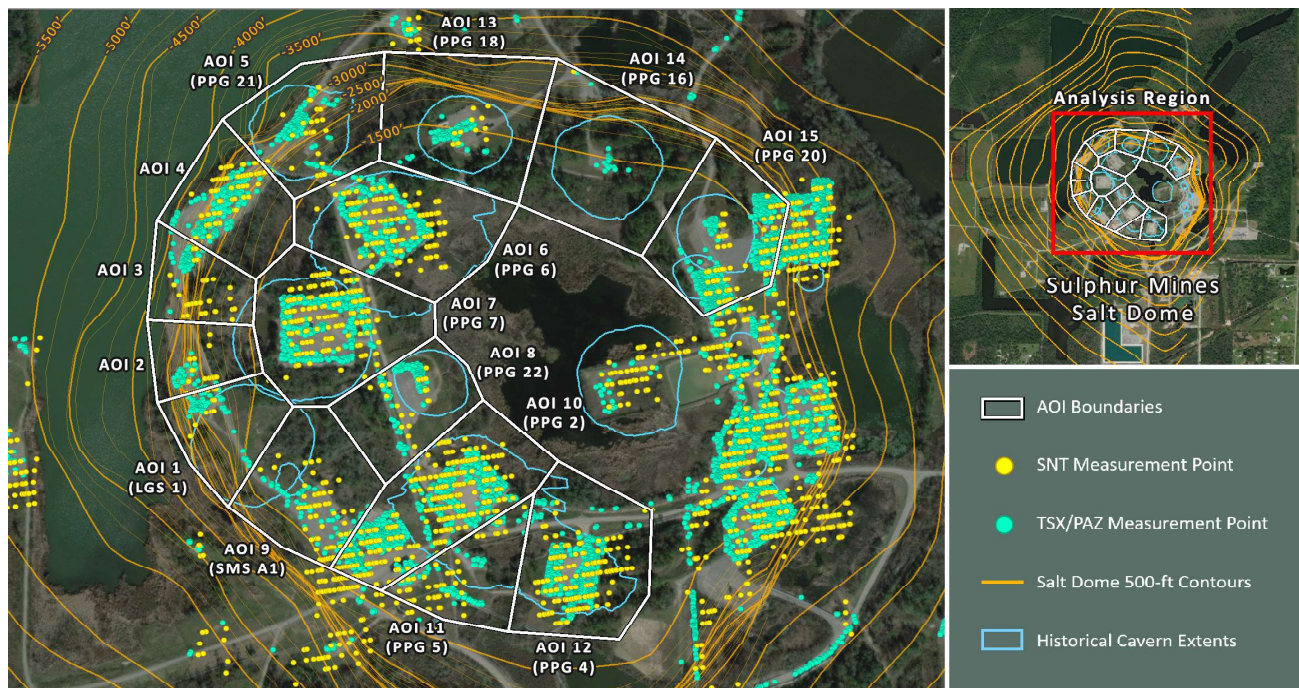 -5500'
-5000'
-4500'
-4000'
-3500'
-3000'
-2500'
-2000'
-1500'
AOI 13
(PPG 18)
AOI 5
(PPG 21)
AOI 14
(PPG 16)
AOI 15
(PPG 20)
AOI 4
AOI 3
AOI 6
(PPG 6)
AOI 7
(PPG 7)
AOI 2
AOI 8
(PPG 22)
AOI 10
(PPG 2)
AOI 1
(LGS 1)
AOI 9
(SMS A1)
AOI 11
(PPG 5)
AOI 12
(PPG 4)
Analysis Region
Sulphur Mines
Salt Dome
AOI Boundaries
SNT Measurement Point
TSX/PAZ Measurement Point
Salt Dome 500-ft Contours
Historical Cavern Extents